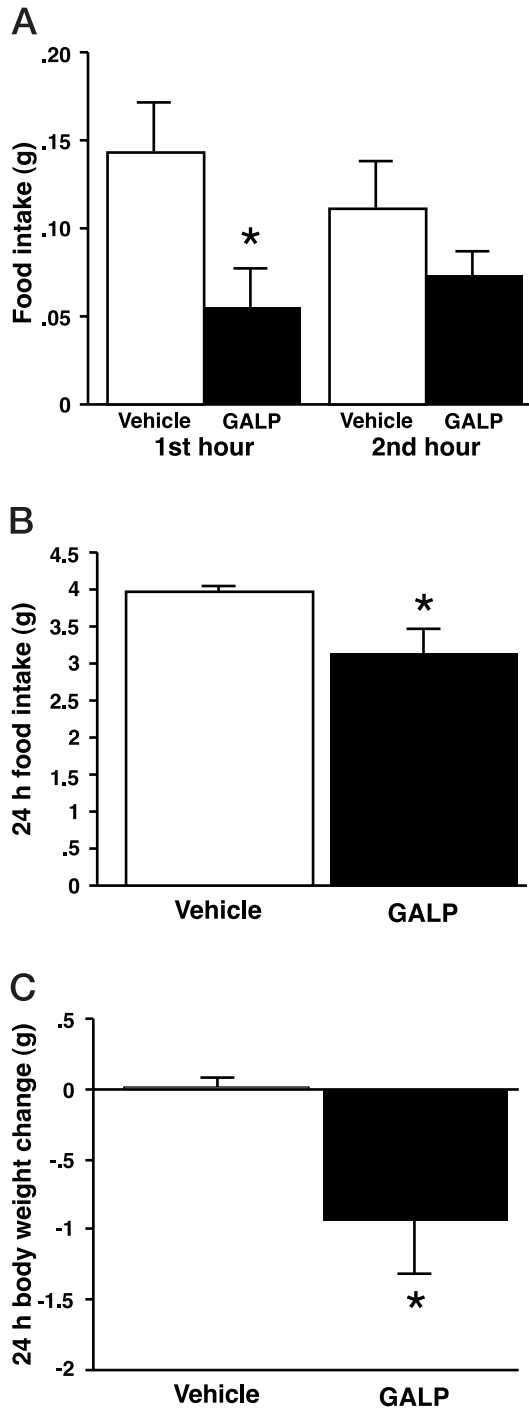 A
Food intake (g)
.20
.15
.10
.05
0
*
Vehicle GALP Vehicle GALP
1st hour 2nd hour
B
24 h food intake (g)
4.5
4
3.5
3
2.5
2
1.5
1
.5
0
*
Vehicle GALP
C
24 h body weight change (g)
.5
0
-.5
-1
-1.5
-2
*
Vehicle GALP